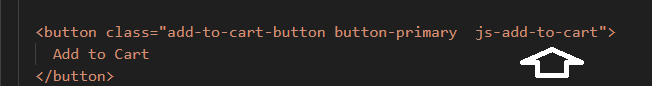 <button class="add-to-cart-button button-primary  js-add-to-cart">
Add to Cart
</button>